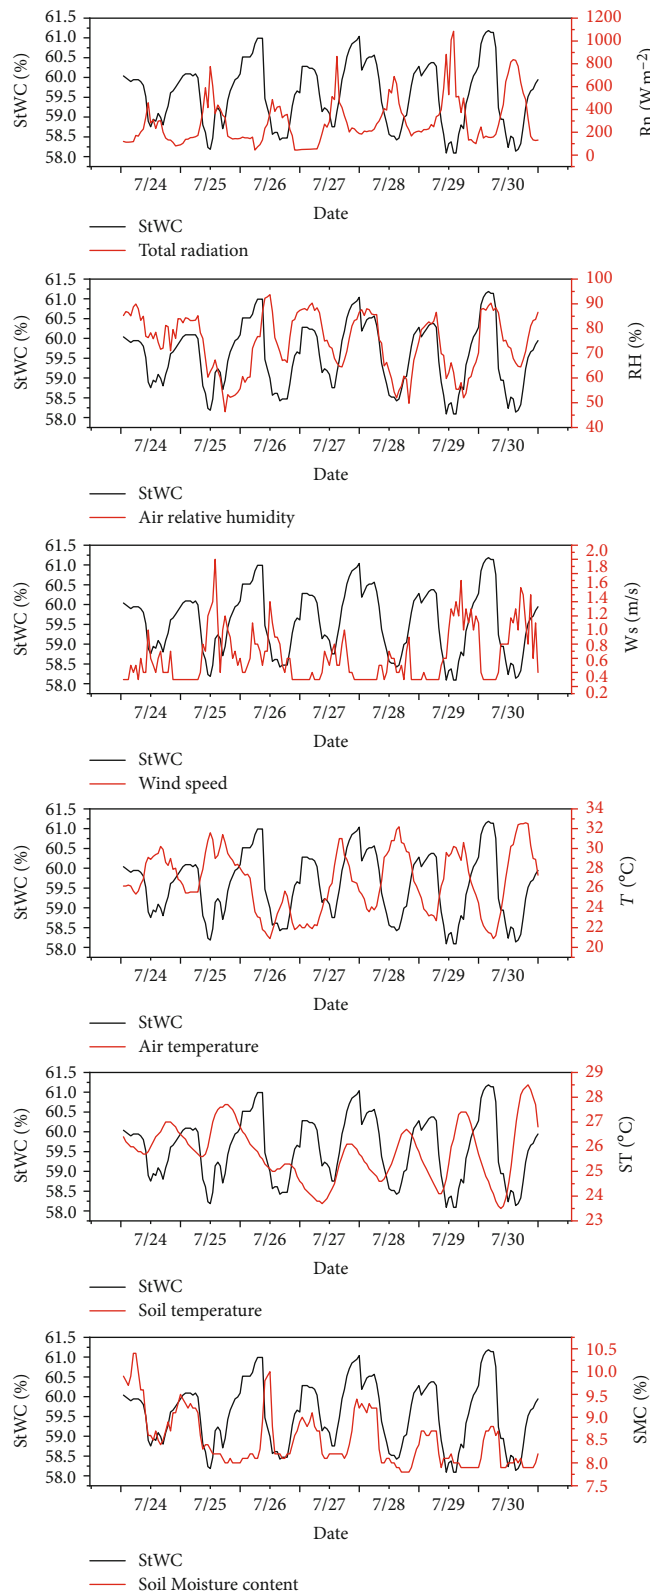 61.5
61.0
60.5
60.0
59.5
59.0
58.5
58.0
StWC (%)
1200
1000
800
600
400
200
0
Rn (W m−2)
7/24 7/25 7/26 7/27 7/28 7/29 7/30
Date
StWC
Total radiation
61.5
61.0
60.5
60.0
59.5
59.0
58.5
58.0
StWC (%)
100
90
80
70
60
50
40
RH (%)
7/24 7/25 7/26 7/27 7/28 7/29 7/30
Date
StWC
Air relative humidity
61.5
61.0
60.5
60.0
59.5
59.0
58.5
58.0
StWC (%)
2.0
1.8
1.6
1.4
1.2
1.0
0.8
0.6
0.4
0.2
Ws (m/s)
7/24 7/25 7/26 7/27 7/28 7/29 7/30
Date
StWC
Wind speed
61.5
61.0
60.5
60.0
59.5
59.0
58.5
58.0
StWC (%)
34
32
30
28
26
24
22
20
T (°C)
7/24 7/25 7/26 7/27 7/28 7/29 7/30
Date
StWC
Air temperature
61.5
61.0
60.5
60.0
59.5
59.0
58.5
58.0
StWC (%)
29
28
27
26
25
24
23
ST (°C)
7/24 7/25 7/26 7/27 7/28 7/29 7/30
Date
StWC
Soil temperature
61.5
61.0
60.5
60.0
59.5
59.0
58.5
58.0
StWC (%)
10.5
10.0
9.5
9.0
8.5
8.0
7.5
SMC (%)
7/24 7/25 7/26 7/27 7/28 7/29 7/30
Date
StWC
Soil Moisture content